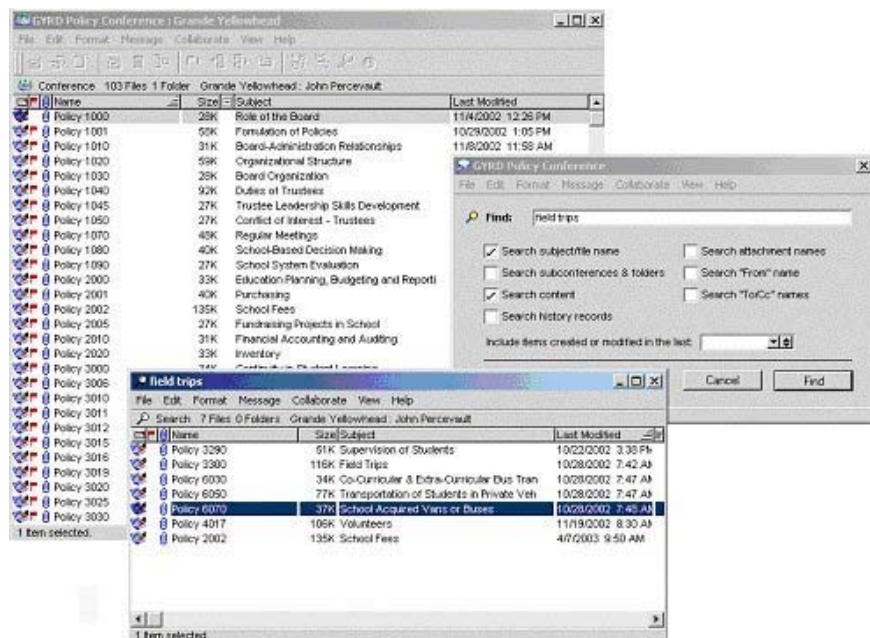 GYRD Policy Conference : Grande Yellowhead
File Edit Format Message Collaborate View Help
Conference 103 Files 1 Folder Grande Yellowhead : John Percevault
Name Size Subject Last Modified
Policy 1000 28K Role of the Board 11/4/2002 12:26 PM
Policy 1001 58K Fomulation of Policies 10/29/2002 1:05 PM
Policy 1010 31K Board-Administration Relationships 11/8/2002 11:58 AM
Policy 1020 59K Organizational Structure
Policy 1030 28K Board Organization
Policy 1040 92K Duties of Trustees
Policy 1045 27K Trustee Leadership Skills Development
Policy 1050 27K Conflict of Interest - Trustees
Policy 1070 48K Regular Meetings
Policy 1080 40K School-Based Decision Making
Policy 1090 27K School System Evaluation
Policy 2000 33K Education Planning, Budgeting and Reporti
Policy 2001 40K Purchasing
Policy 2002 135K School Fees
Policy 2005 27K Fundraising Projects in School
Policy 2010 31K Financial Accounting and Auditing
Policy 2020 33K Inventory
Policy 3000
Policy 3006
Policy 3010
Policy 3011
Policy 3012
Policy 3015
Policy 3016
Policy 3019
Policy 3020
Policy 3025
Policy 3030
1 Item selected.
GYRD Policy Conference
File Edit Format Message Collaborate View Help
Find: field trips
Search subject/file name Search attachment names
Search subconferences & folders Search "From" name
Search content Search "To/Cc" names
Search history records
Include items created or modified in the last:
Cancel Find
field trips
File Edit Format Message Collaborate View Help
Search 7 Files 0 Folders Grande Yellowhead : John Percevault
Name Size Subject Last Modified
Policy 3290 51K Supervision of Students 10/22/2002 3:38 PM
Policy 3300 116K Field Trips 10/28/2002 7:42 AM
Policy 6030 34K Co-Curricular & Extra-Curricular Bus Tran 10/28/2002 7:47 AM
Policy 6050 77K Transportation of Students in Private Veh 10/28/2002 7:47 AM
Policy 6070 37K School Acquired Vans or Buses 10/28/2002 7:48 AM
Policy 4017 106K Volunteers 11/19/2002 8:30 AM
Policy 2002 135K School Fees 4/7/2003 9:50 AM
1 Item selected.